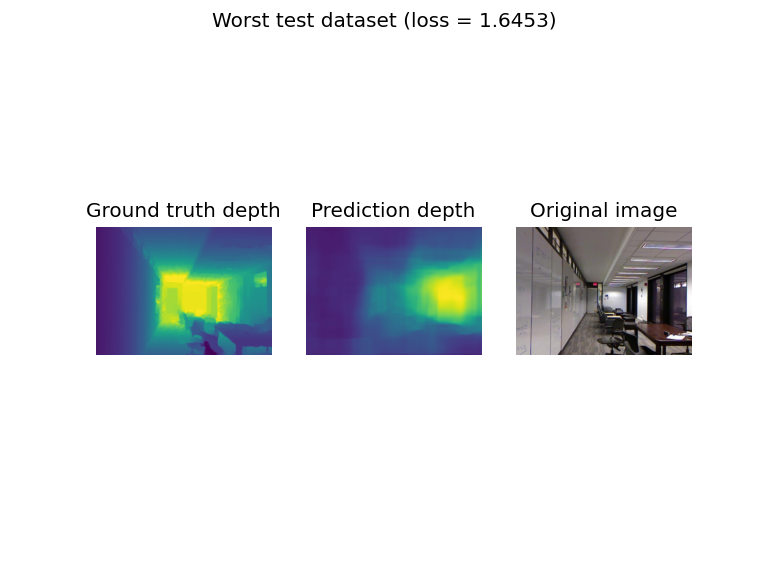 Worst test dataset (loss = 1.6453)
Ground truth depth
Prediction depth
Original image